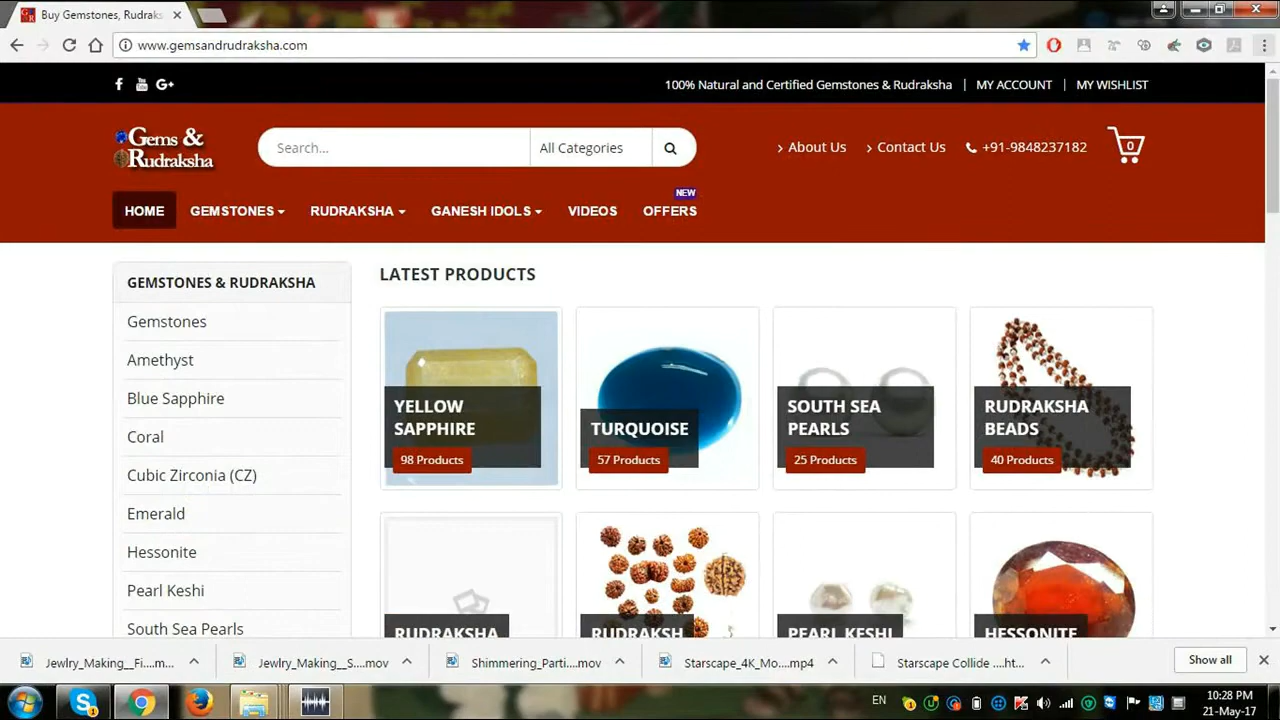 Buy Gemstones, Rudraks
www.gemsandrudraksha.com
100% Natural and Certified Gemstones & Rudraksha | MY ACCOUNT | MY WISHLIST
Gems &
Rudraksha
Search...
All Categories
About Us
Contact Us
+91-9848237182
0
HOME
GEMSTONES
RUDRAKSHA
GANESH IDOLS
VIDEOS
NEW
OFFERS
GEMSTONES & RUDRAKSHA
Gemstones
Amethyst
Blue Sapphire
Coral
Cubic Zirconia (CZ)
Emerald
Hessonite
Pearl Keshi
South Sea Pearls
LATEST PRODUCTS
YELLOW
SAPPHIRE
98 Products
TURQUOISE
57 Products
SOUTH SEA
PEARLS
25 Products
RUDRAKSHA
BEADS
40 Products
RUDRAKSHA
RUDRAKSH
PEARL KESHI
HESSONITE
Jewlry_Making__Fi....m...
Jewlry_Making__S....mov
Shimmering_Parti....mov
Starscape_4K_Mo....mp4
Starscape Collide ....ht...
Show all
EN
10:28 PM
21-May-17